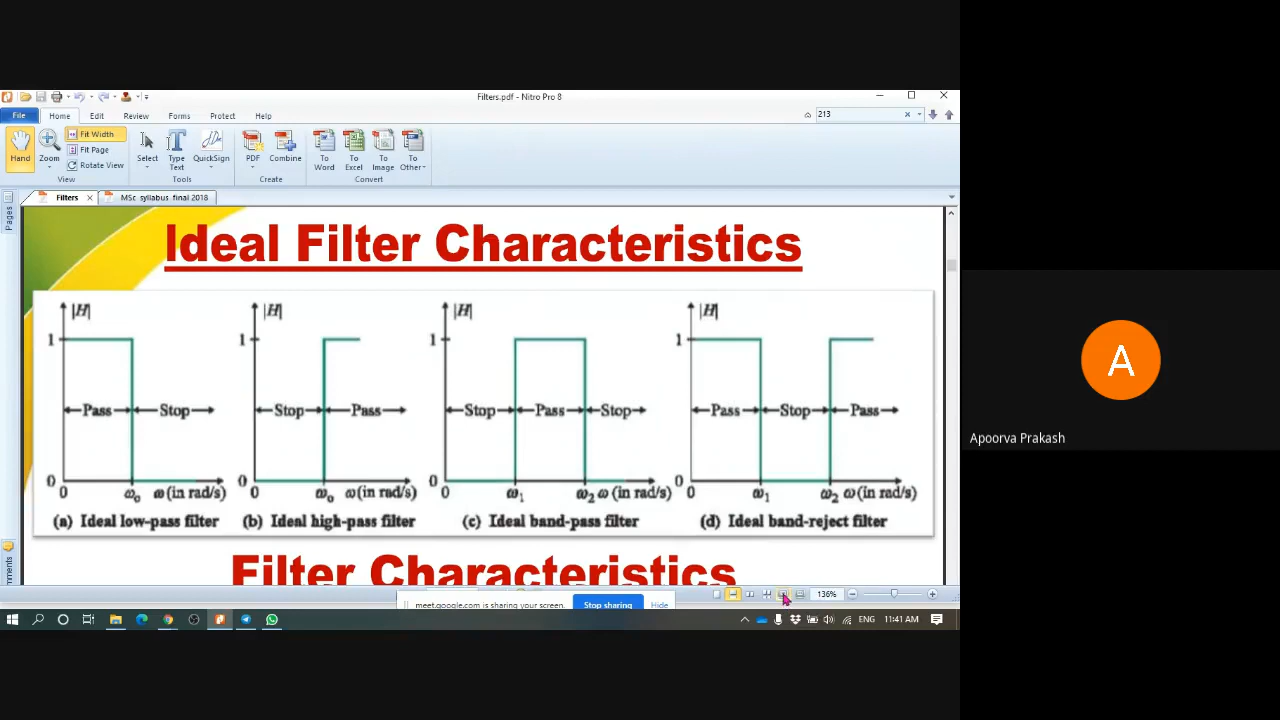 Filters.pdf - Nitro Pro 8
File Home Edit Review Forms Protect Help
213
Hand Zoom Fit Width Fit Page Rotate View
View
Select Type Text QuickSign
Tools
PDF Combine
Create
To Word To Excel To Image To Other
Convert
Filters MSc syllabus final 2018
Pages
Ideal Filter Characteristics
|H| |H| |H| |H|
1 1 1 1
Pass Stop Stop Pass Stop Pass Stop Pass Stop Pass
0 0 0 0
0 ω₀ ω (in rad/s) 0 ω₀ ω (in rad/s) 0 ω₁ ω₂ ω (in rad/s) 0 ω₁ ω₂ ω (in rad/s)
(a) Ideal low-pass filter (b) Ideal high-pass filter (c) Ideal band-pass filter (d) Ideal band-reject filter
Filter Characteristics
136%
meet.google.com is sharing your screen. Stop sharing Hide
ENG 11:41 AM
A
Apoorva Prakash